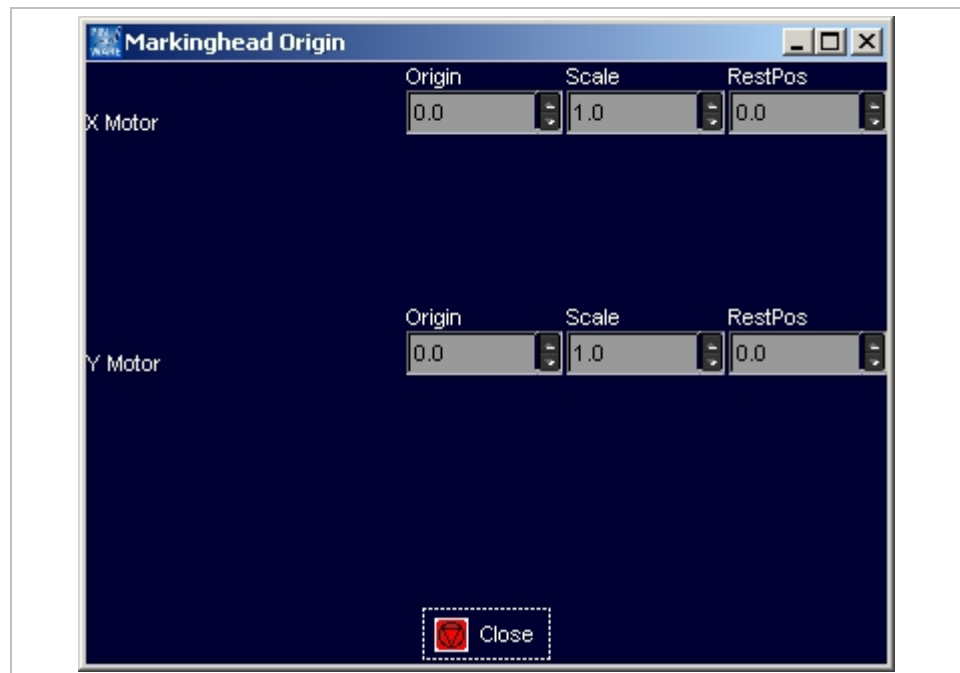 Markinghead Origin
Origin Scale RestPos
X Motor 0.0 1.0 0.0
Origin Scale RestPos
Y Motor 0.0 1.0 0.0
Close